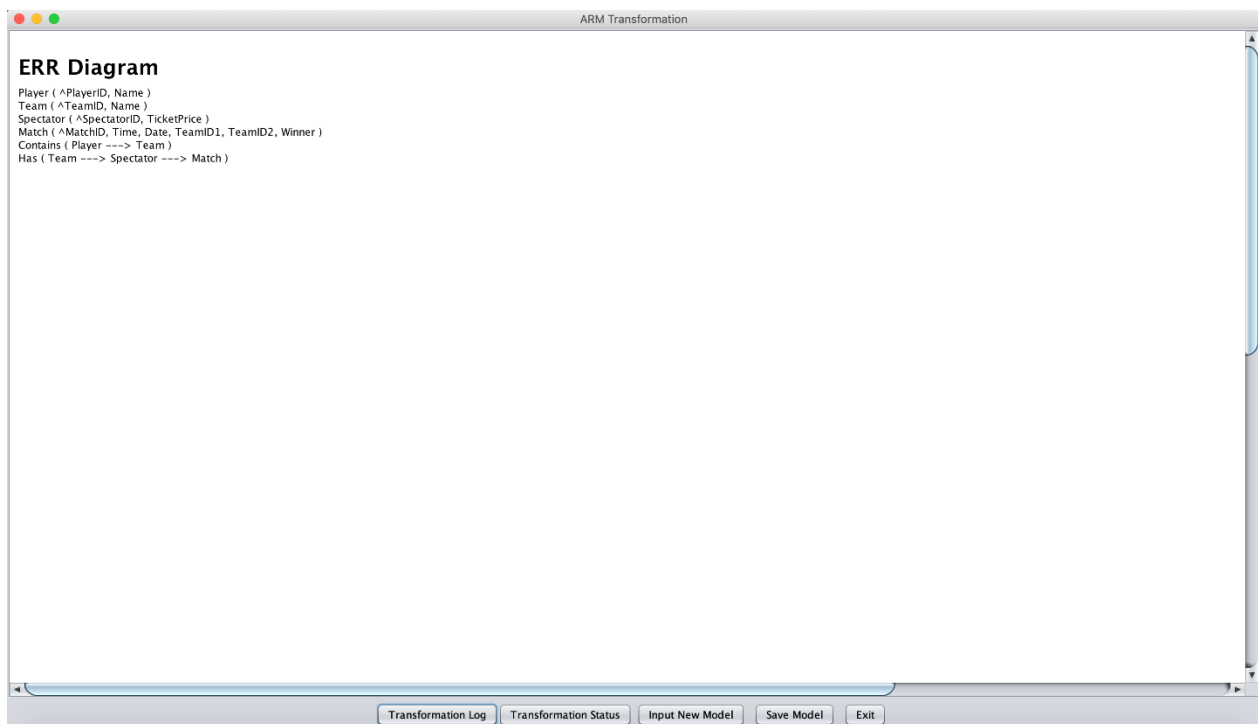 ARM Transformation
ERR Diagram
Player ( ^PlayerID, Name )
Team ( ^TeamID, Name )
Spectator ( ^SpectatorID, TicketPrice )
Match ( ^MatchID, Time, Date, TeamID1, TeamID2, Winner )
Contains ( Player ---> Team )
Has ( Team ---> Spectator ---> Match )
Transformation Log Transformation Status Input New Model Save Model Exit